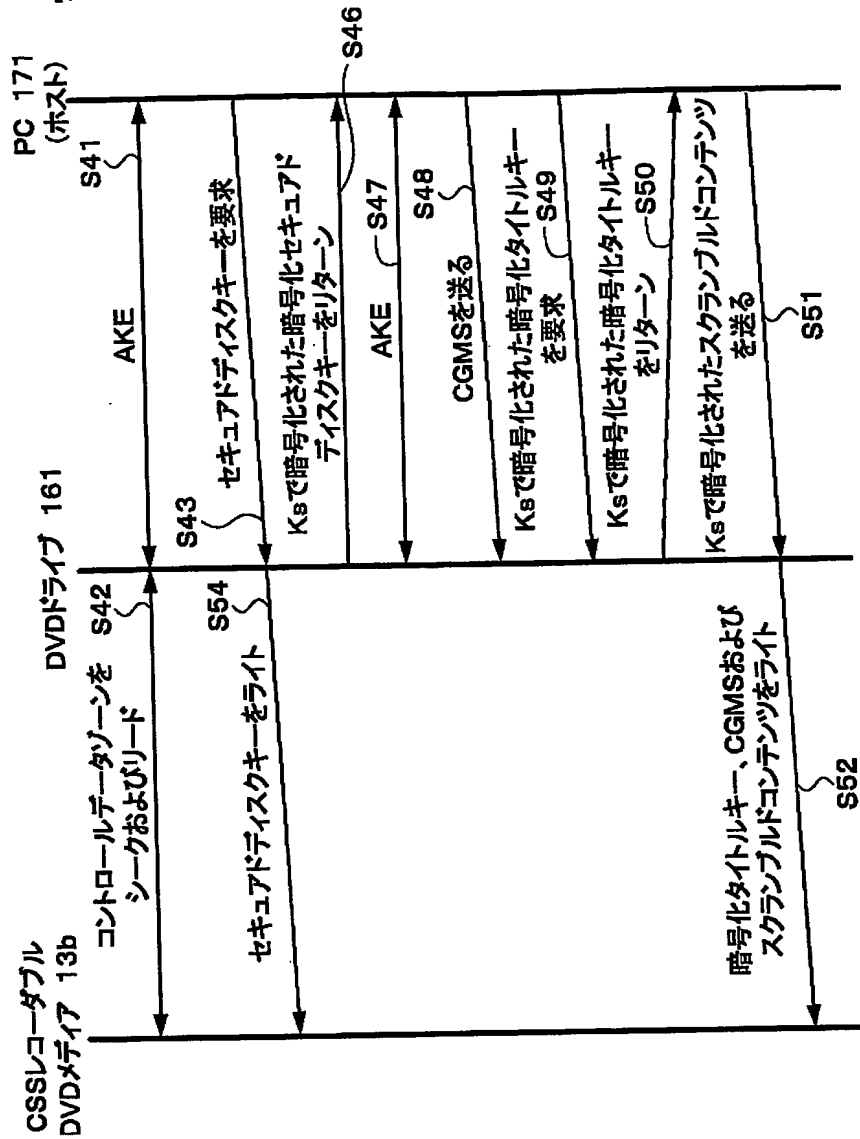 CSSレコーダブル
DVDメディア 13b
DVDドライブ 161
PC 171
(ホスト)
AKE
S41
コントロールデータゾーンを
シークおよびリード
S42
セキュアドディスクキーを要求
S43
セキュアドディスクキーをライト
S54
Ksで暗号化された暗号化セキュアド
ディスクキーをリターン
S46
AKE
S47
CGMSを送る
S48
Ksで暗号化された暗号化タイトルキー
を要求
S49
Ksで暗号化された暗号化タイトルキー
をリターン
S50
Ksで暗号化されたスクランブルドコンテンツ
を送る
S51
暗号化タイトルキー、CGMSおよび
スクランブルドコンテンツをライト
S52